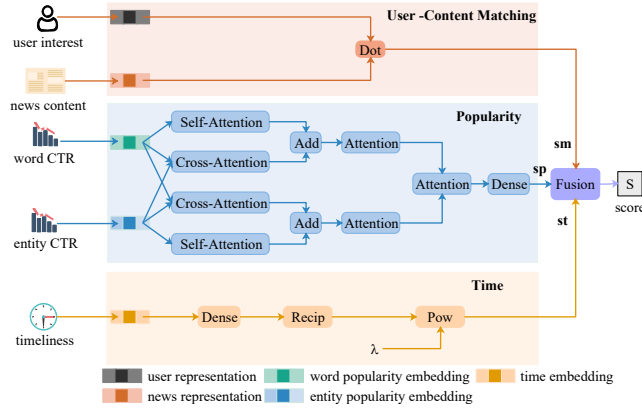 User -Content Matching
user interest
Dot
news content
Popularity
Self-Attention
word CTR
Add
Attention
sm
Cross-Attention
sp
Attention
Dense
Fusion
S
Cross-Attention
score
Add
Attention
st
entity CTR
Self-Attention
Time
Dense
Recip
Pow
timeliness
λ
user representation
word popularity embedding
time embedding
news representation
entity popularity embedding